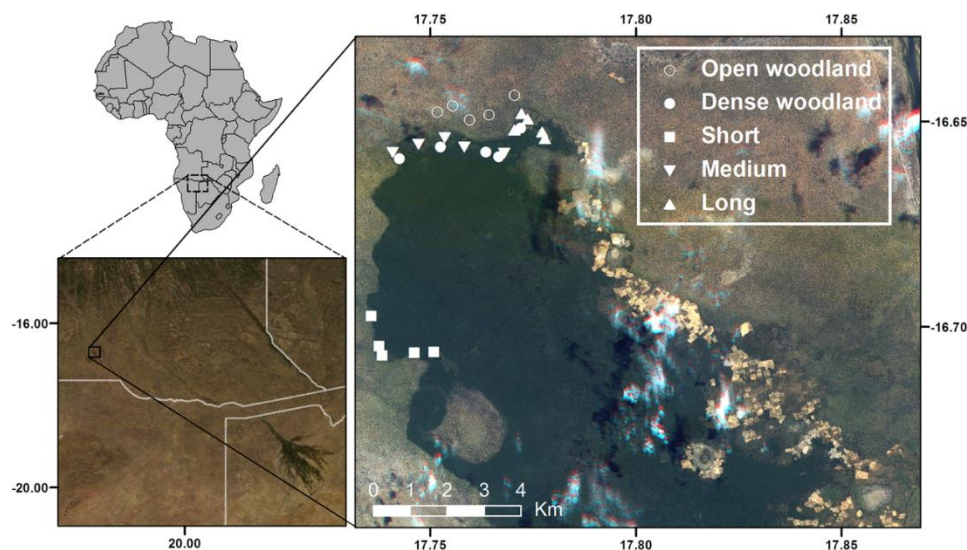 17.75 17.80 17.85
Open woodland
Dense woodland
Short
Medium
Long
-16.65
-16.70
-16.00
-20.00
20.00
0 1 2 3 4
Km
17.75 17.80 17.85